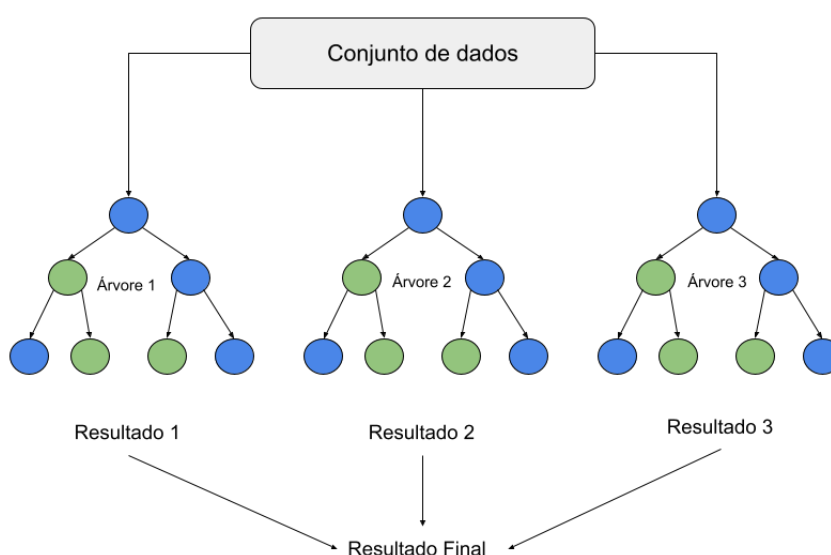 Conjunto de dados
Árvore 1
Árvore 2
Árvore 3
Resultado 1
Resultado 2
Resultado 3
Resultado Final